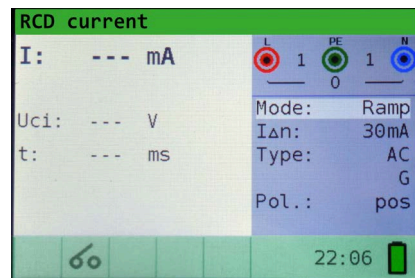 RCD current
I: --- mA
L PE N
1 1
0
Uci: --- V
t: --- ms
Mode: Ramp
IΔn: 30mA
Type: AC
G
Pol.: pos
22:06